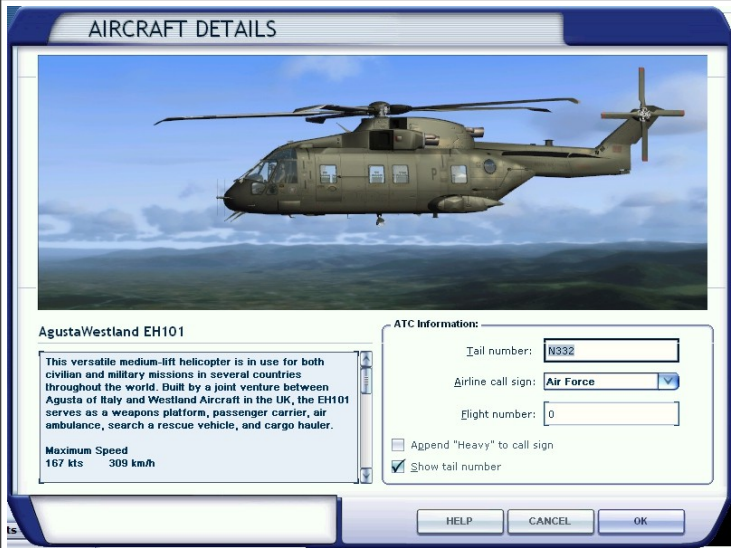 AIRCRAFT DETAILS
AgustaWestland EH101
This versatile medium-lift helicopter is in use for both
civilian and military missions in several countries
throughout the world. Built by a joint venture between
Agusta of Italy and Westland Aircraft in the UK, the EH101
serves as a weapons platform, passenger carrier, air
ambulance, search a rescue vehicle, and cargo hauler.
Maximum Speed
167 kts 309 km/h
ATC Information:
Tail number: N332
Airline call sign: Air Force
Flight number: 0
Append "Heavy" to call sign
Show tail number
ts
HELP CANCEL OK